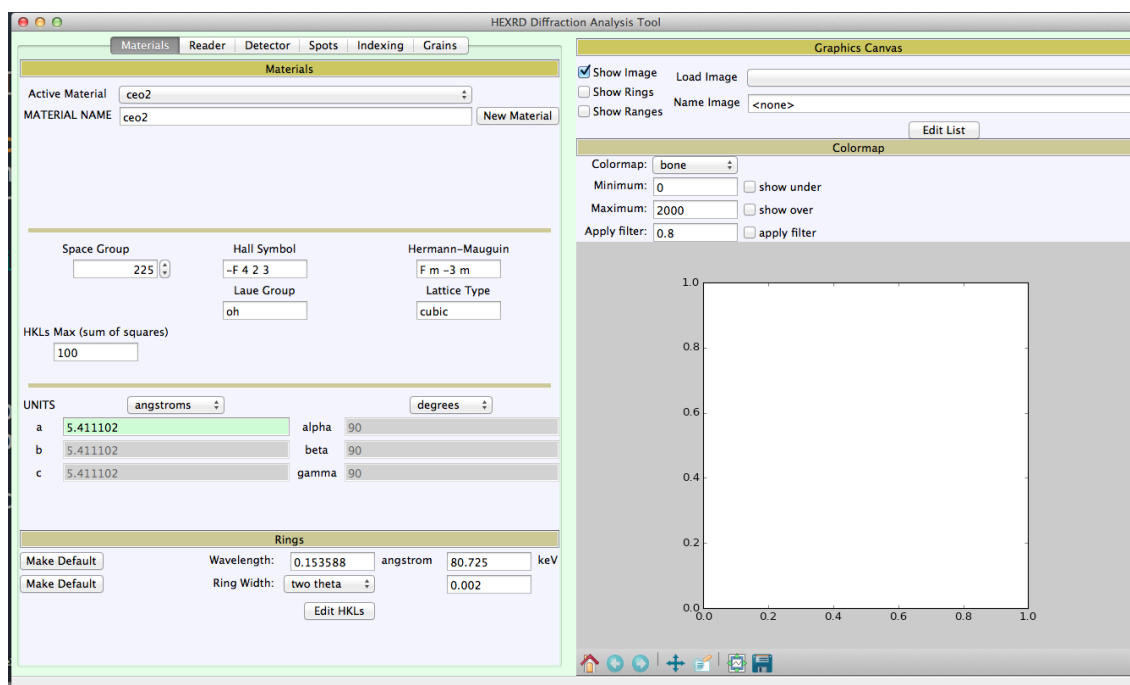 HEXRD Diffraction Analysis Tool
Materials Reader Detector Spots Indexing Grains
Materials
Active Material ceo2
MATERIAL NAME ceo2 New Material
Space Group Hall Symbol Hermann-Mauguin
225 -F 4 2 3 F m -3 m
Laue Group Lattice Type
oh cubic
HKLs Max (sum of squares)
100
UNITS angstroms degrees
a 5.411102 alpha 90
b 5.411102 beta 90
c 5.411102 gamma 90
Rings
Make Default Wavelength: 0.153588 angstrom 80.725 keV
Make Default Ring Width: two theta 0.002
Edit HKLs
Graphics Canvas
Show Image Load Image
Show Rings
Name Image <none>
Show Ranges
Edit List
Colormap
Colormap: bone
Minimum: 0 show under
Maximum: 2000 show over
Apply filter: 0.8 apply filter
1.0
0.8
0.6
0.4
0.2
0.0
0.0 0.2 0.4 0.6 0.8 1.0